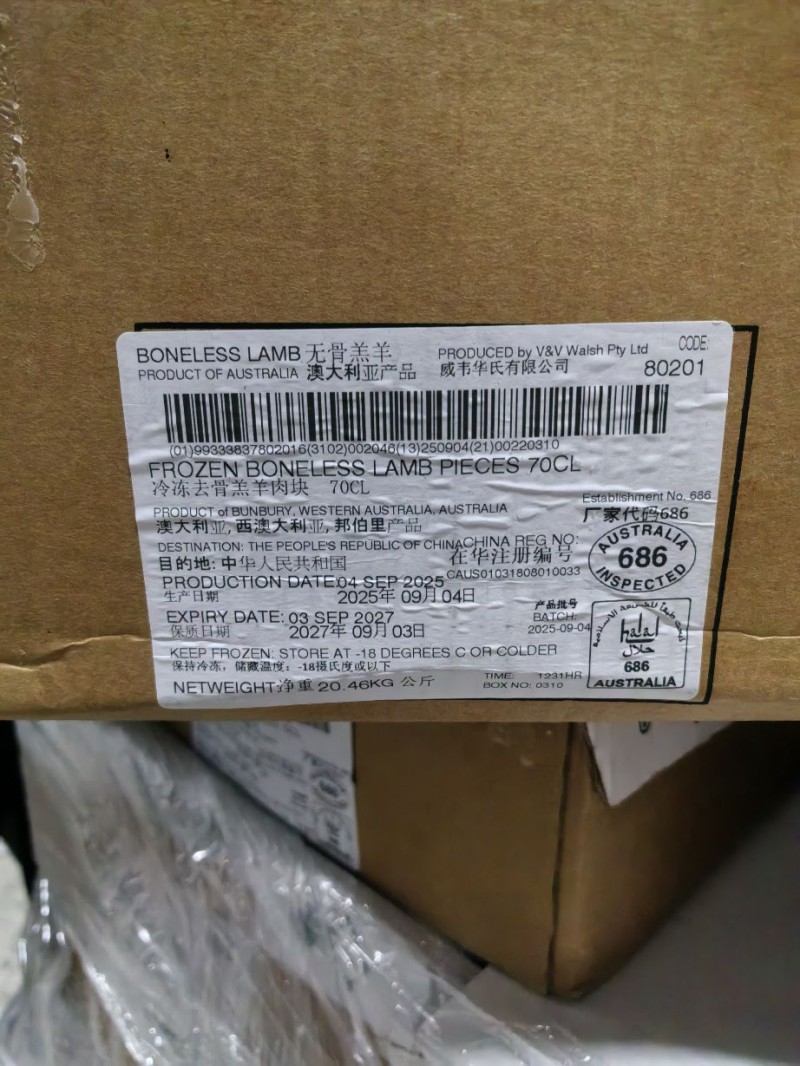 BONELESS LAMB 无骨羔羊
PRODUCT OF AUSTRALIA 澳大利亚产品
PRODUCED by V&V Walsh Pty Ltd
威韦华氏有限公司
CODE:
80201
(01)99333837802016(3102)002046(13)250904(21)00220310
FROZEN BONELESS LAMB PIECES 70CL
冷冻去骨羔羊肉块 70CL
PRODUCT of BUNBURY, WESTERN AUSTRALIA, AUSTRALIA
澳大利亚, 西澳大利亚, 邦伯里产品
Establishment No. 686
厂家代码686
DESTINATION: THE PEOPLE'S REPUBLIC OF CHINA
目的地: 中华人民共和国
CHINA REG NO:
在华注册编号
CAUS01031808010033
AUSTRALIA
686
INSPECTED
PRODUCTION DATE:04 SEP 2025
生产日期 2025年 09月 04日
EXPIRY DATE: 03 SEP 2027
保质日期 2027年 09月 03日
产品批号
BATCH:
2025-09-04
KEEP FROZEN: STORE AT -18 DEGREES C OR COLDER
保持冷冻, 储藏温度: -18摄氏度或以下
NETWEIGHT:净重 20.46KG 公斤
TIME: 1231HR
BOX NO: 0310
halal
حلال
686
AUSTRALIA